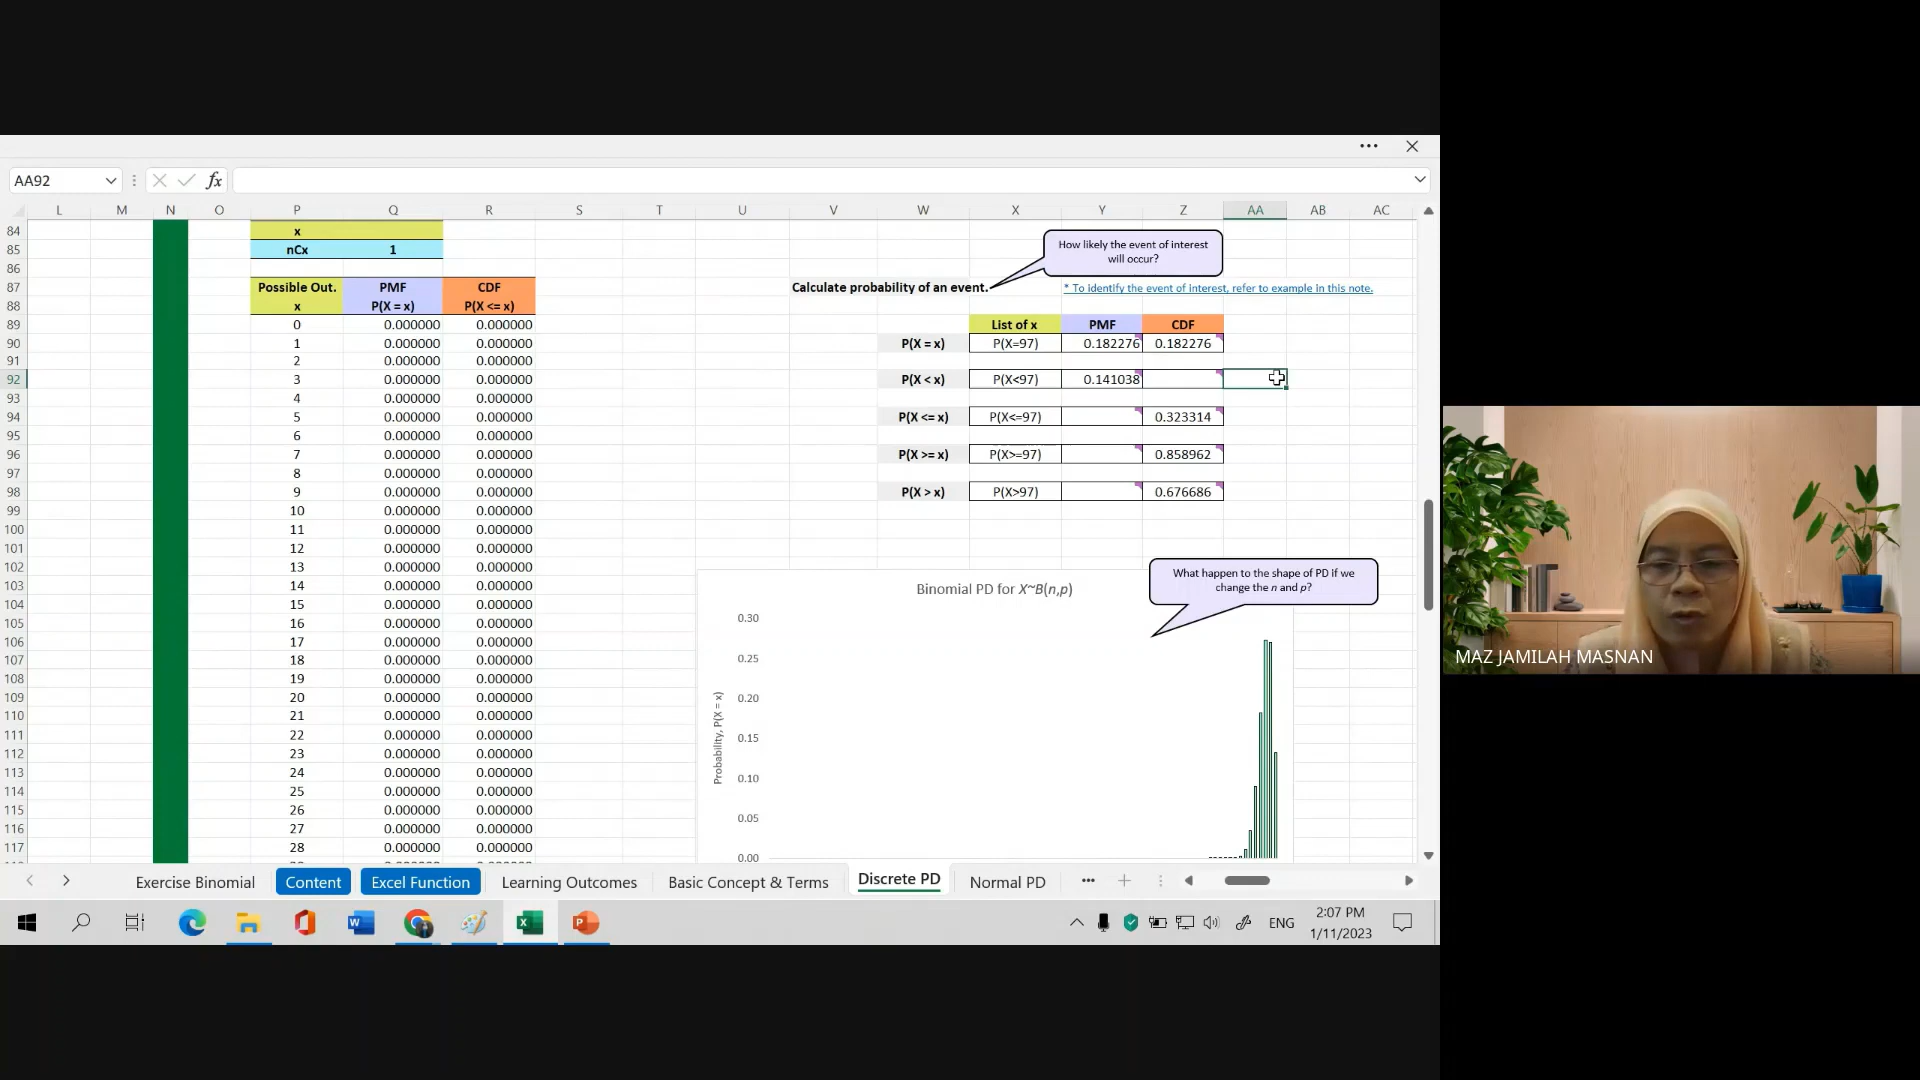 AA92
fx
L M N O P Q R S T U V W X Y Z AA AB AC
84 x
85 nCx 1
86
87 Possible Out. PMF CDF
88 x P(X = x) P(X <= x)
89 0 0.000000 0.000000
90 1 0.000000 0.000000
91 2 0.000000 0.000000
92 3 0.000000 0.000000
93 4 0.000000 0.000000
94 5 0.000000 0.000000
95 6 0.000000 0.000000
96 7 0.000000 0.000000
97 8 0.000000 0.000000
98 9 0.000000 0.000000
99 10 0.000000 0.000000
100 11 0.000000 0.000000
101 12 0.000000 0.000000
102 13 0.000000 0.000000
103 14 0.000000 0.000000
104 15 0.000000 0.000000
105 16 0.000000 0.000000
106 17 0.000000 0.000000
107 18 0.000000 0.000000
108 19 0.000000 0.000000
109 20 0.000000 0.000000
110 21 0.000000 0.000000
111 22 0.000000 0.000000
112 23 0.000000 0.000000
113 24 0.000000 0.000000
114 25 0.000000 0.000000
115 26 0.000000 0.000000
116 27 0.000000 0.000000
117 28 0.000000 0.000000
How likely the event of interest
will occur?
Calculate probability of an event.
* To identify the event of interest, refer to example in this note.
List of x PMF CDF
P(X = x) P(X=97) 0.182276 0.182276
P(X < x) P(X<97) 0.141038
P(X <= x) P(X<=97) 0.323314
P(X >= x) P(X>=97) 0.858962
P(X > x) P(X>97) 0.676686
What happen to the shape of PD if we
change the n and p?
Binomial PD for X~B(n,p)
Probability, P(X = x)
0.30
0.25
0.20
0.15
0.10
0.05
0.00
Exercise Binomial Content Excel Function Learning Outcomes Basic Concept & Terms Discrete PD Normal PD
ENG
2:07 PM
1/11/2023
MAZ JAMILAH MASNAN